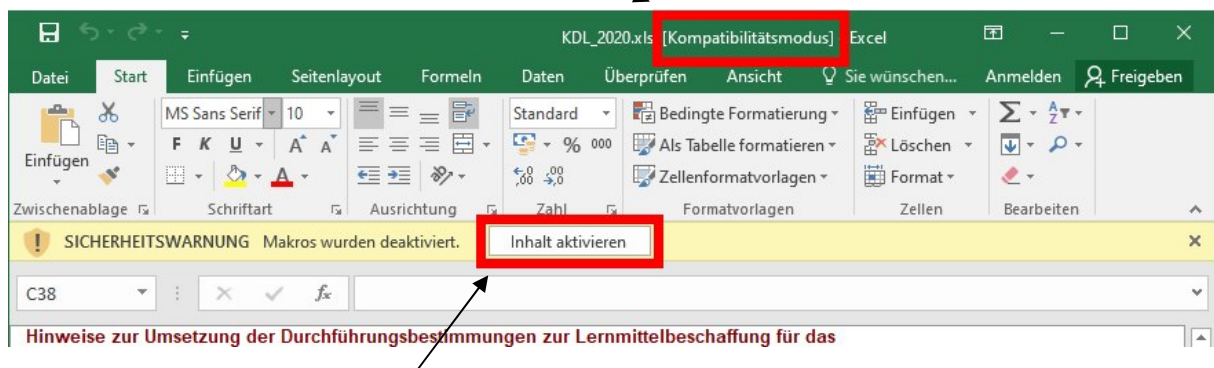 KDL_2020.xls [Kompatibilitätsmodus] Excel
Datei Start Einfügen Seitenlayout Formeln Daten Überprüfen Ansicht Sie wünschen... Anmelden Freigeben
MS Sans Serif 10 Standard Bedingte Formatierung Einfügen Σ
Einfügen F K U A A % 000 Als Tabelle formatieren Löschen
A Zellenformatvorlagen Format
Zwischenablage Schriftart Ausrichtung Zahl Formatvorlagen Zellen Bearbeiten
SICHERHEITSWARNUNG Makros wurden deaktiviert. Inhalt aktivieren
C38 fx
Hinweise zur Umsetzung der Durchführungsbestimmungen zur Lernmittelbeschaffung für das